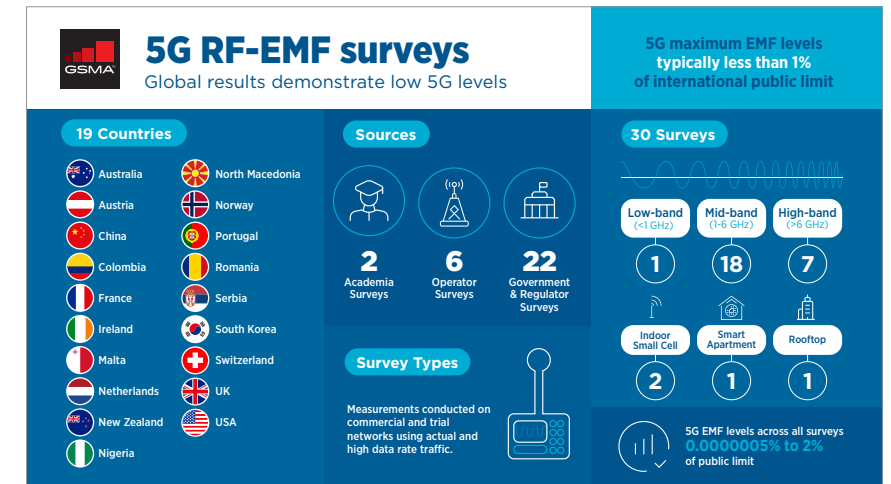 GSMA
5G RF-EMF surveys
Global results demonstrate low 5G levels
5G maximum EMF levels
typically less than 1%
of international public limit
19 Countries
Australia
Austria
China
Colombia
France
Ireland
Malta
Netherlands
New Zealand
Nigeria
North Macedonia
Norway
Portugal
Romania
Serbia
South Korea
Switzerland
UK
USA
Sources
2
Academia
Surveys
6
Operator
Surveys
22
Government
& Regulator
Surveys
Survey Types
Measurements conducted on
commercial and trial
networks using actual and
high data rate traffic.
30 Surveys
Low-band
(<1 GHz)
1
Mid-band
(1-6 GHz)
18
High-band
(>6 GHz)
7
Indoor
Small Cell
2
Smart
Apartment
1
Rooftop
1
5G EMF levels across all surveys
0.0000005% to 2%
of public limit